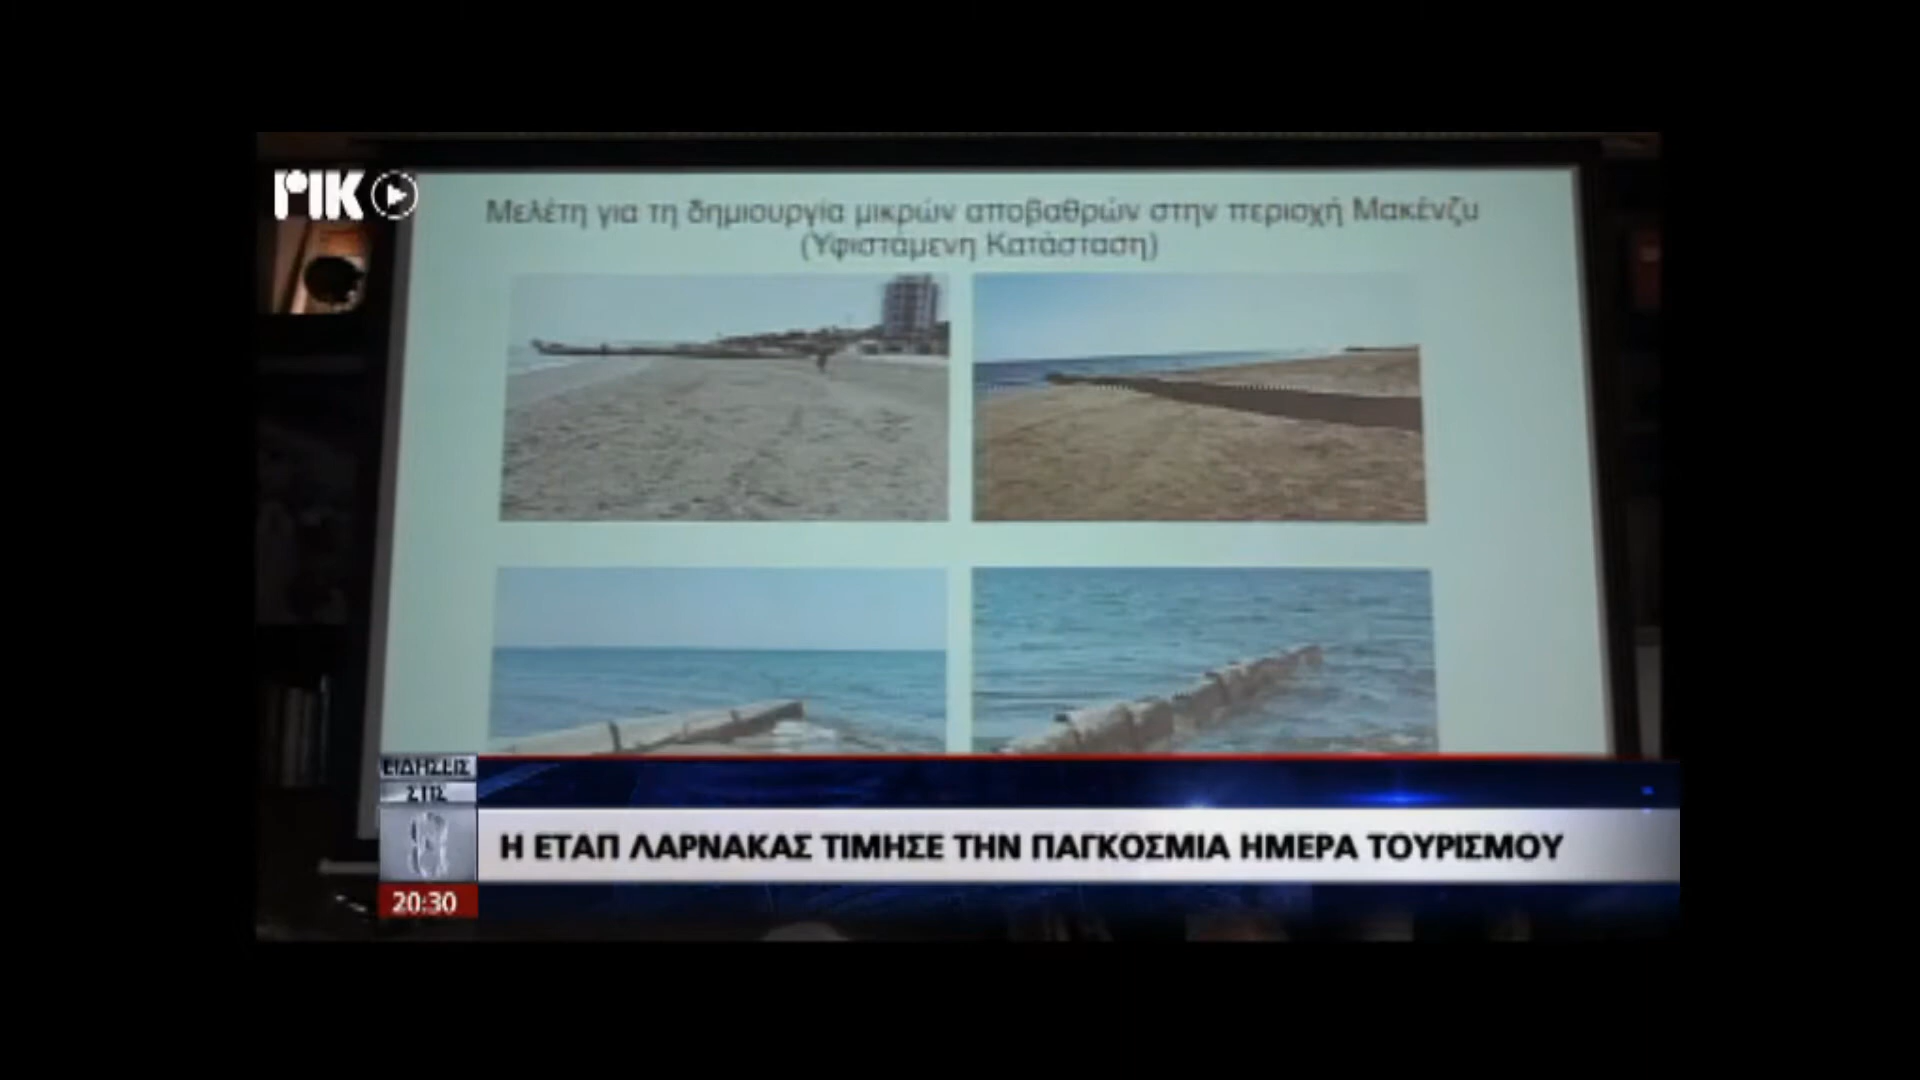 ΡΙΚ
Μελέτη για τη δημιουργία μικρών αποβαθρών στην περιοχή Μακένζυ
(Υφιστάμενη Κατάσταση)
ΕΙΔΗΣΕΙΣ
ΣΤΙΣ
8
Η ΕΤΑΠ ΛΑΡΝΑΚΑΣ ΤΙΜΗΣΕ ΤΗΝ ΠΑΓΚΟΣΜΙΑ ΗΜΕΡΑ ΤΟΥΡΙΣΜΟΥ
20:30